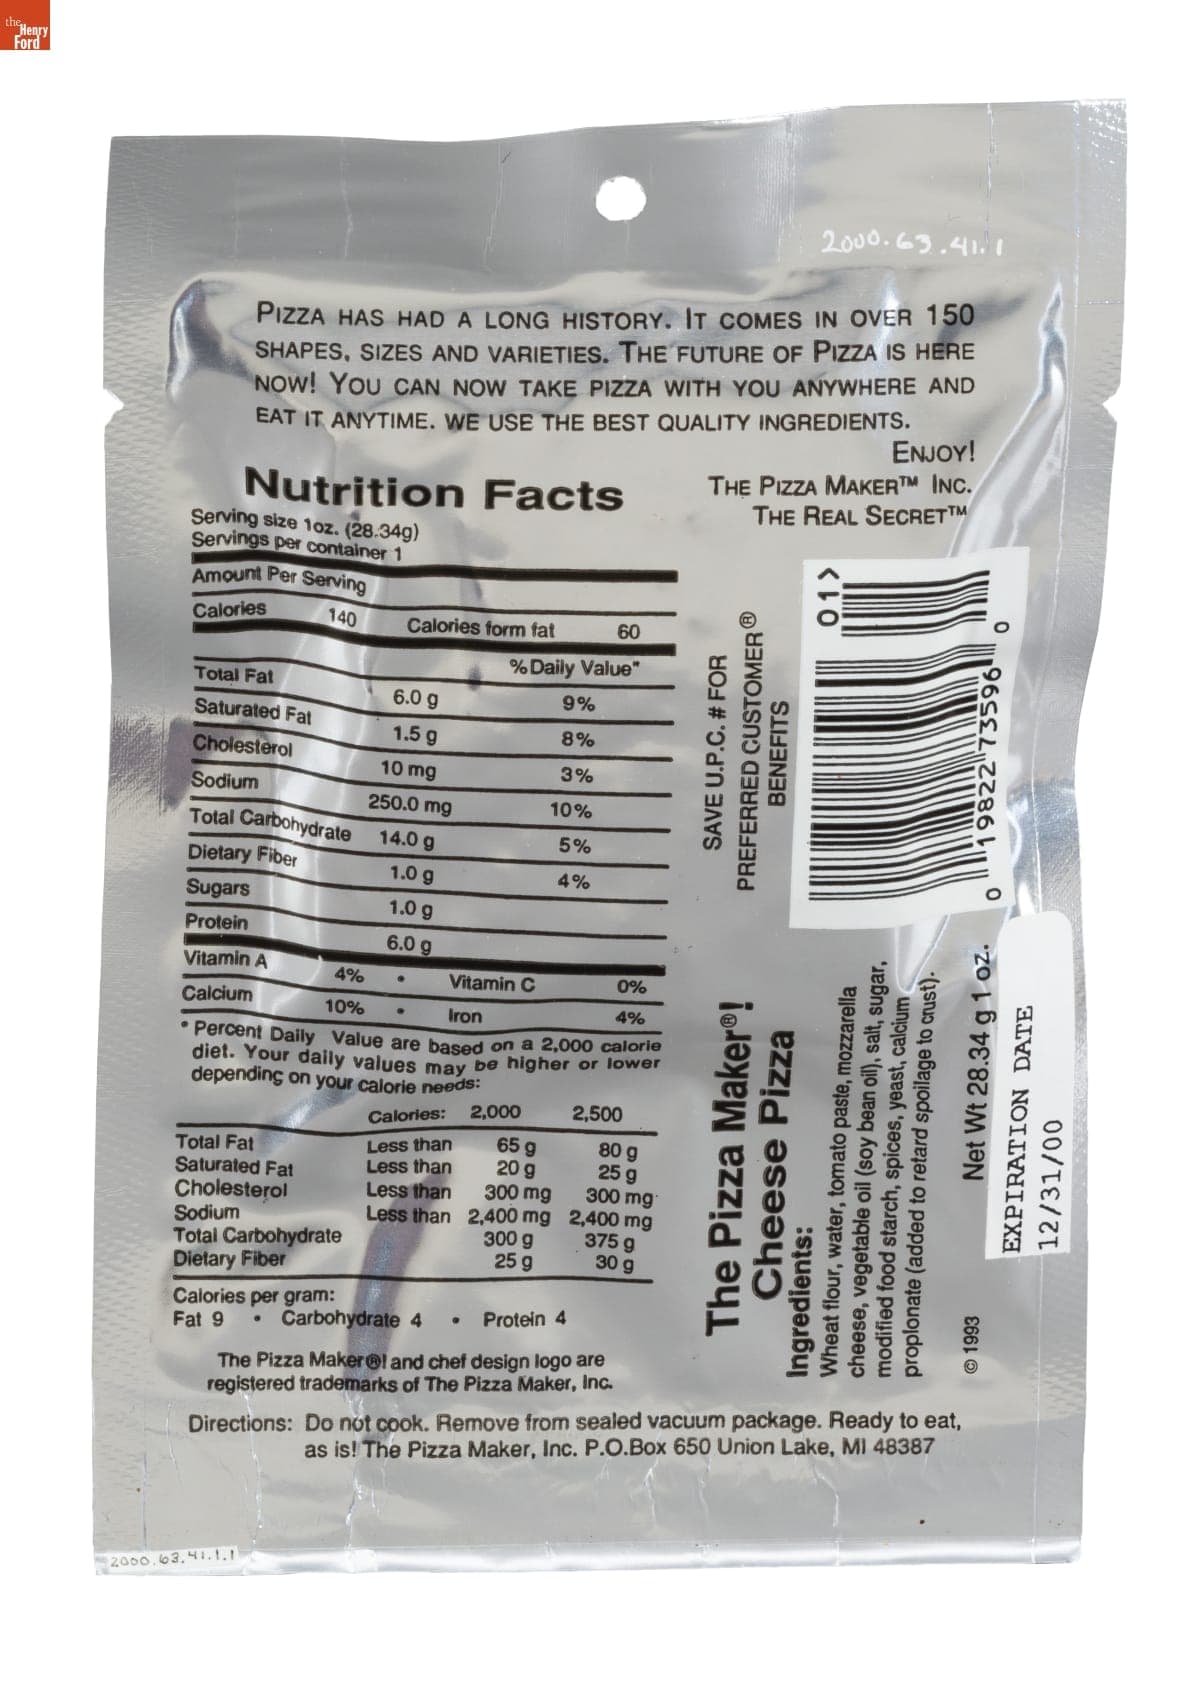 the
Henry
Ford
2000.63.41.1
PIZZA HAS HAD A LONG HISTORY. IT COMES IN OVER 150
SHAPES, SIZES AND VARIETIES. THE FUTURE OF PIZZA IS HERE
NOW! YOU CAN NOW TAKE PIZZA WITH YOU ANYWHERE AND
EAT IT ANYTIME. WE USE THE BEST QUALITY INGREDIENTS.
ENJOY!
THE PIZZA MAKER™ INC.
THE REAL SECRET™
Nutrition Facts
Serving size 1oz. (28.34g)
Servings per container 1
Amount Per Serving
Calories 140 Calories form fat 60
% Daily Value*
Total Fat 6.0 g 9%
Saturated Fat 1.5 g 8%
Cholesterol 10 mg 3%
Sodium 250.0 mg 10%
Total Carbohydrate 14.0 g 5%
Dietary Fiber 1.0 g 4%
Sugars 1.0 g
Protein 6.0 g
Vitamin A 4% • Vitamin C 0%
Calcium 10% • Iron 4%
* Percent Daily Value are based on a 2,000 calorie
diet. Your daily values may be higher or lower
depending on your calorie needs:
Calories: 2,000 2,500
Total Fat Less than 65 g 80 g
Saturated Fat Less than 20 g 25 g
Cholesterol Less than 300 mg 300 mg
Sodium Less than 2,400 mg 2,400 mg
Total Carbohydrate 300 g 375 g
Dietary Fiber 25 g 30 g
Calories per gram:
Fat 9 • Carbohydrate 4 • Protein 4
The Pizza Maker®! and chef design logo are
registered trademarks of The Pizza Maker, Inc.
SAVE U.P.C. # FOR
PREFERRED CUSTOMER®
BENEFITS
01>
0 19822 73596 0
The Pizza Maker®!
Cheese Pizza
Ingredients:
Wheat flour, water, tomato paste, mozzarella
cheese, vegetable oil (soy bean oil), salt, sugar,
modified food starch, spices, yeast, calcium
proplonate (added to retard spoilage to crust).
© 1993 Net Wt 28.34 g 1 oz.
EXPIRATION DATE
12/31/00
Directions: Do not cook. Remove from sealed vacuum package. Ready to eat,
as is! The Pizza Maker, Inc. P.O.Box 650 Union Lake, MI 48387
2000.63.41.1.1